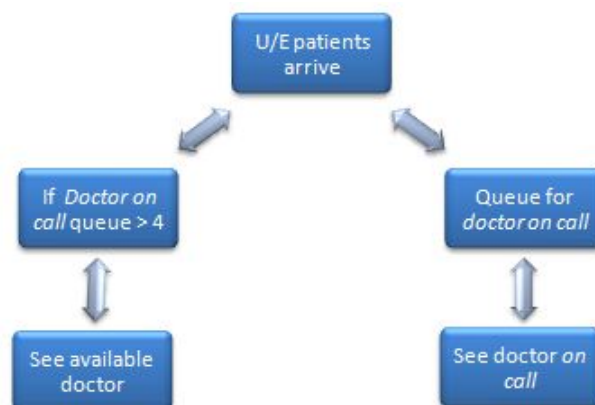 U/E patients
arrive
If Doctor on
call queue > 4
Queue for
doctor on call
See available
doctor
See doctor on
call